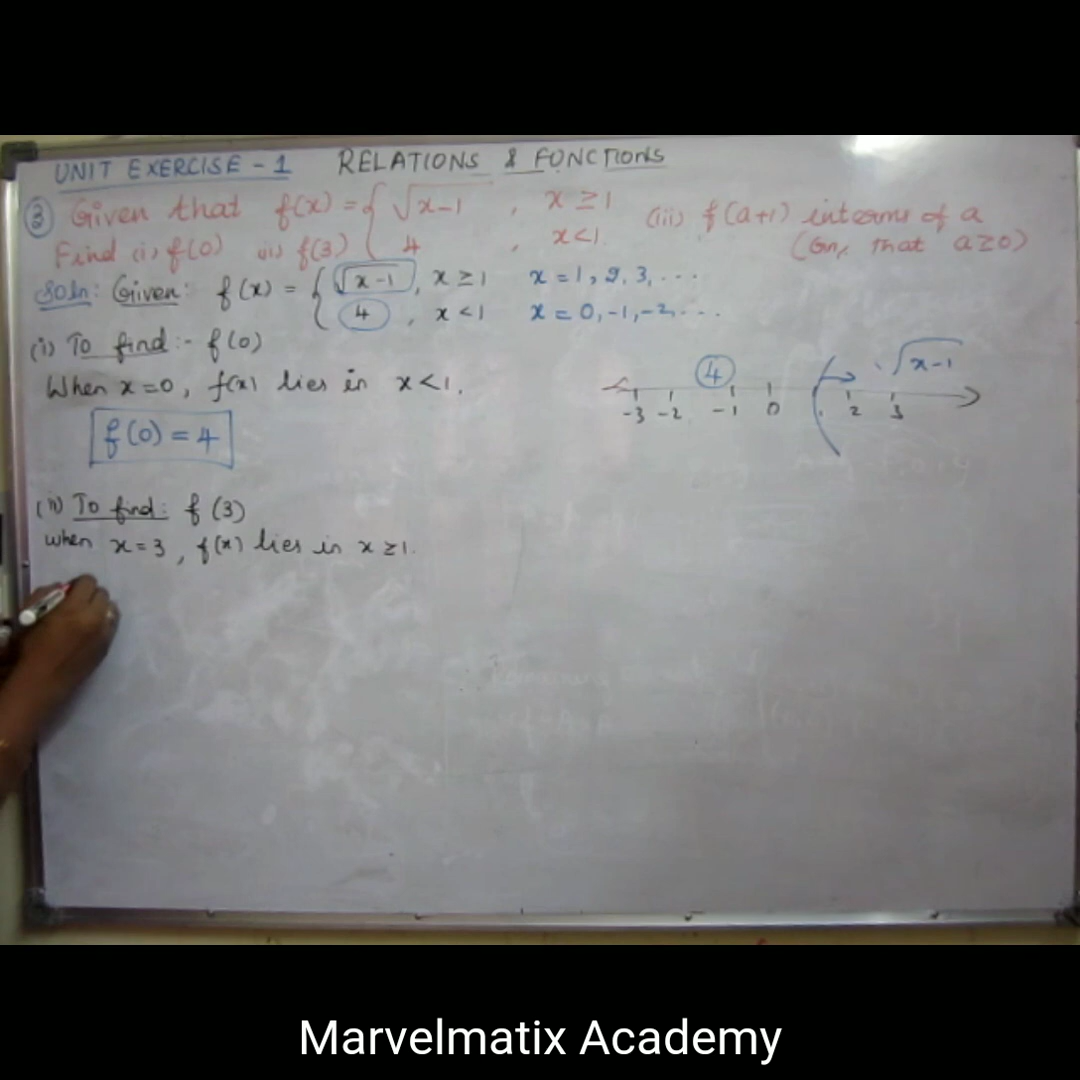 UNIT EXERCISE - 1 RELATIONS & FUNCTIONS
③ Given that f(x) = { √x-1 , x ≥ 1 (iii) f(a+1) interms of a
Find (i) f(0) ii) f(3) 4 , x < 1. (Gn. that a ≥ 0)
Soln: Given: f(x) = { √x-1 , x ≥ 1 x = 1, 2, 3, ...
4 , x < 1 x = 0, -1, -2, ...
(i) To find :- f(0)
When x = 0, f(x) lies in x < 1.
4 √x-1
-3 -2 -1 0 2 3
f(0) = 4
(ii) To find: f(3)
when x = 3, f(x) lies in x ≥ 1.
Marvelmatix Academy